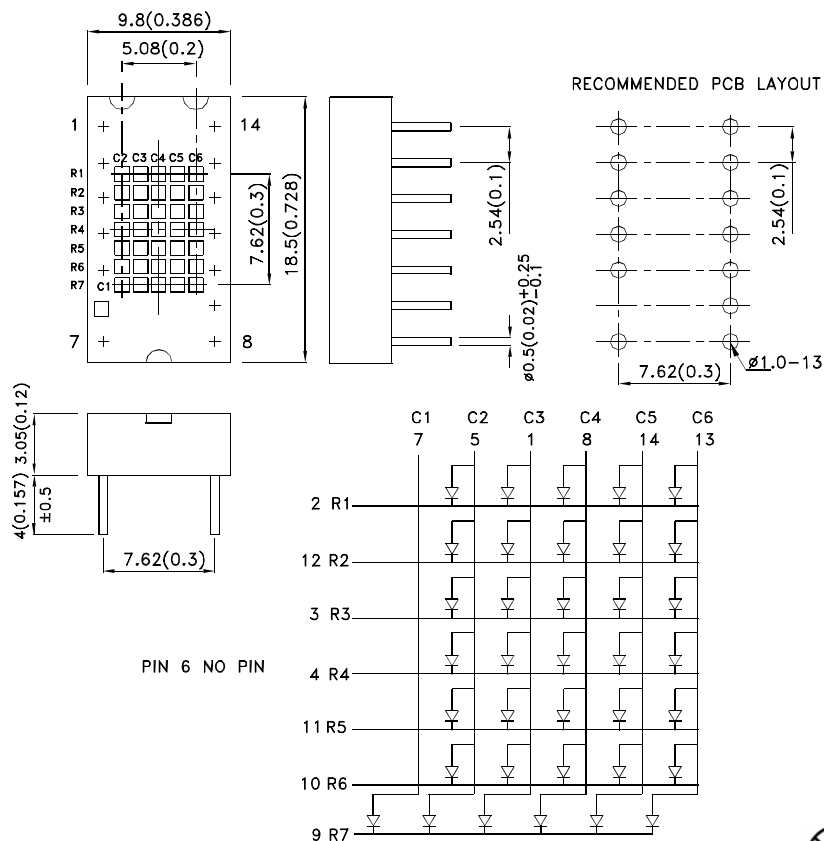 9.8(0.386)
5.08(0.2)
RECOMMENDED PCB LAYOUT
1
14
C2 C3 C4 C5 C6
R1
R2
R3
R4
R5
R6
R7 C1
7
8
7.62(0.3)
18.5(0.728)
2.54(0.1)
ø0.5(0.02)+0.25 -0.1
2.54(0.1)
7.62(0.3)
ø1.0-13
3.05(0.12)
4(0.157)
±0.5
7.62(0.3)
PIN 6 NO PIN
C1 C2 C3 C4 C5 C6
7 5 1 8 14 13
2 R1
12 R2
3 R3
4 R4
11 R5
10 R6
9 R7